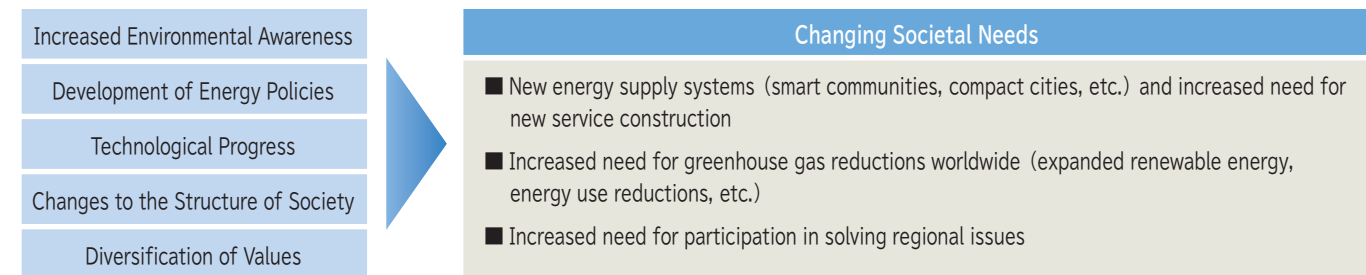 Increased Environmental Awareness
Development of Energy Policies
Technological Progress
Changes to the Structure of Society
Diversification of Values
Changing Societal Needs
■ New energy supply systems (smart communities, compact cities, etc.) and increased need for
new service construction
■ Increased need for greenhouse gas reductions worldwide (expanded renewable energy,
energy use reductions, etc.)
■ Increased need for participation in solving regional issues